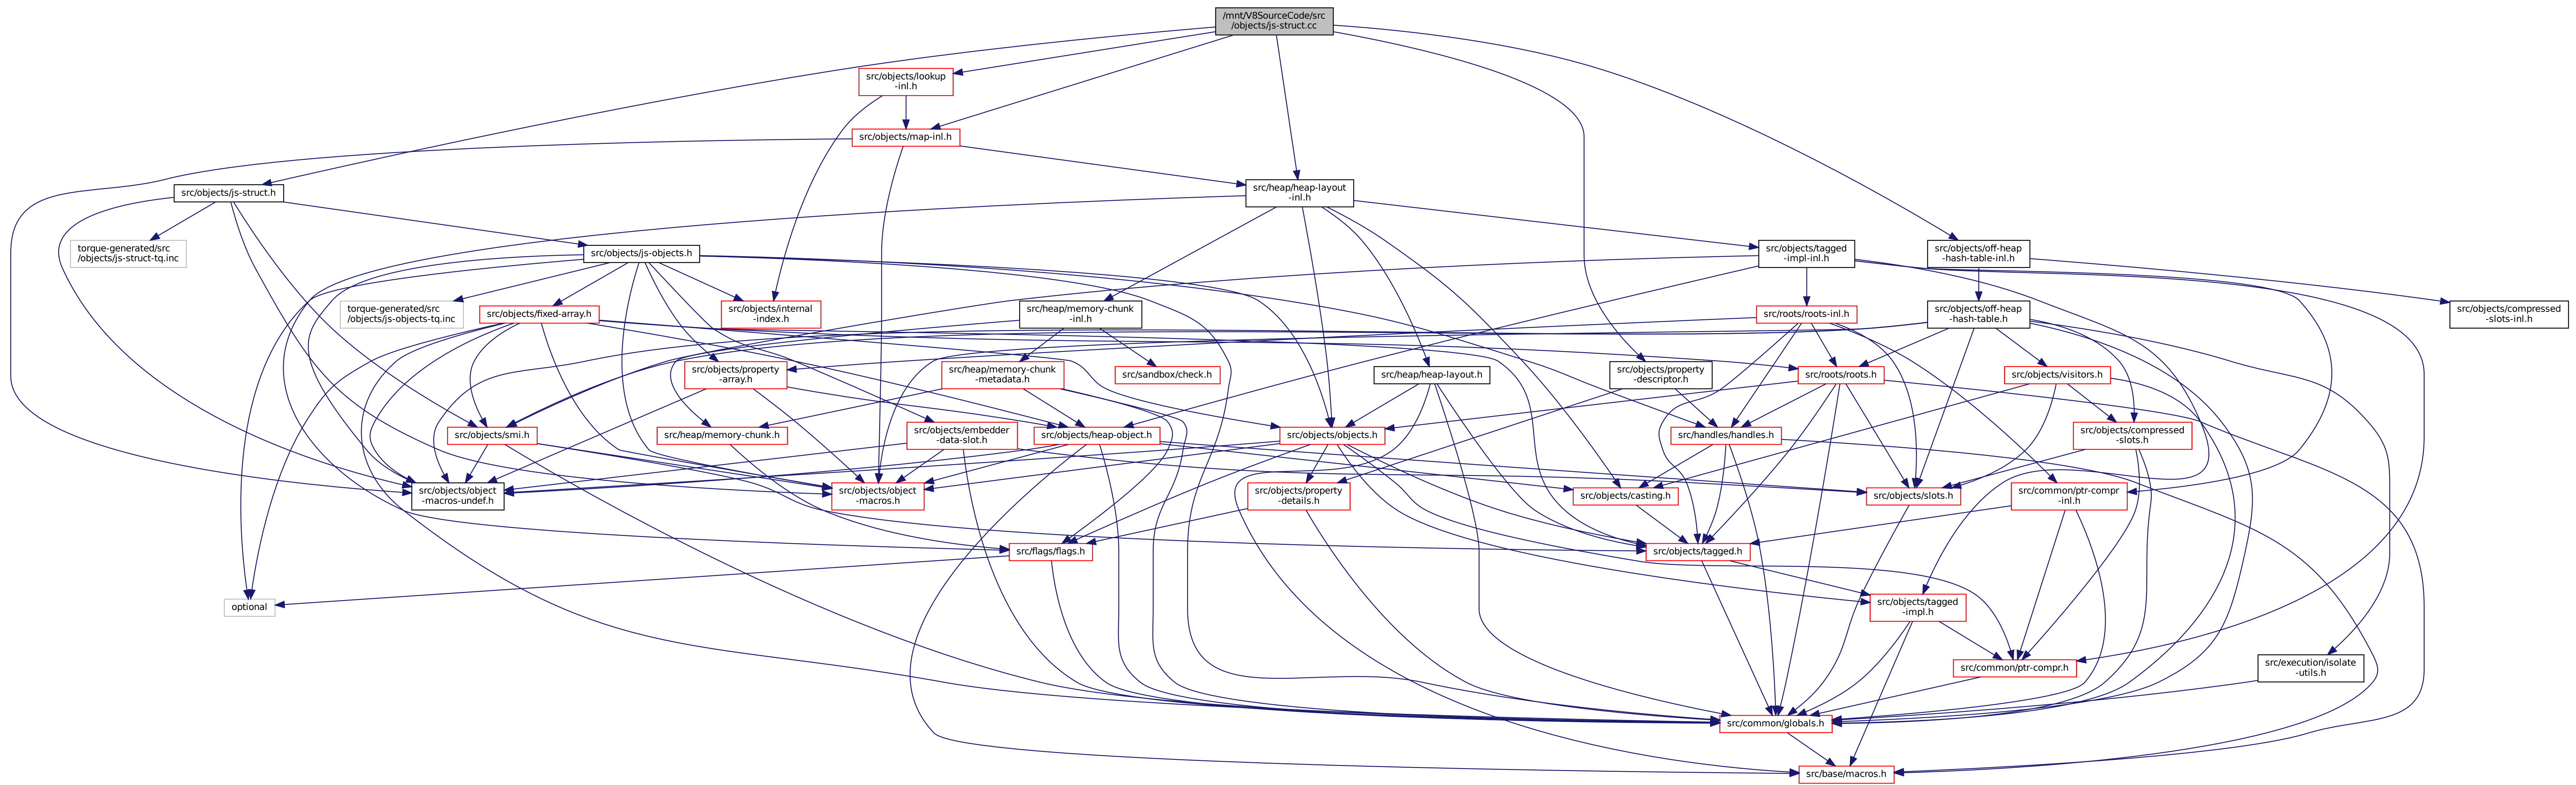 /mnt/V8SourceCode/src
/objects/js-struct.cc
src/objects/lookup
-inl.h
src/objects/map-inl.h
src/objects/js-struct.h
src/heap/heap-layout
-inl.h
torque-generated/src
/objects/js-struct-tq.inc
src/objects/js-objects.h
src/objects/tagged
-impl-inl.h
src/objects/off-heap
-hash-table-inl.h
torque-generated/src
/objects/js-objects-tq.inc
src/objects/fixed-array.h
src/objects/internal
-index.h
src/heap/memory-chunk
-inl.h
src/roots/roots-inl.h
src/objects/off-heap
-hash-table.h
src/objects/compressed
-slots-inl.h
src/objects/property
-array.h
src/heap/memory-chunk
-metadata.h
src/sandbox/check.h
src/heap/heap-layout.h
src/objects/property
-descriptor.h
src/roots/roots.h
src/objects/visitors.h
src/objects/smi.h
src/heap/memory-chunk.h
src/objects/embedder
-data-slot.h
src/objects/heap-object.h
src/objects/objects.h
src/handles/handles.h
src/objects/compressed
-slots.h
src/objects/object
-macros-undef.h
src/objects/object
-macros.h
src/objects/property
-details.h
src/objects/casting.h
src/objects/slots.h
src/common/ptr-compr
-inl.h
src/flags/flags.h
src/objects/tagged.h
optional
src/objects/tagged
-impl.h
src/common/ptr-compr.h
src/execution/isolate
-utils.h
src/common/globals.h
src/base/macros.h